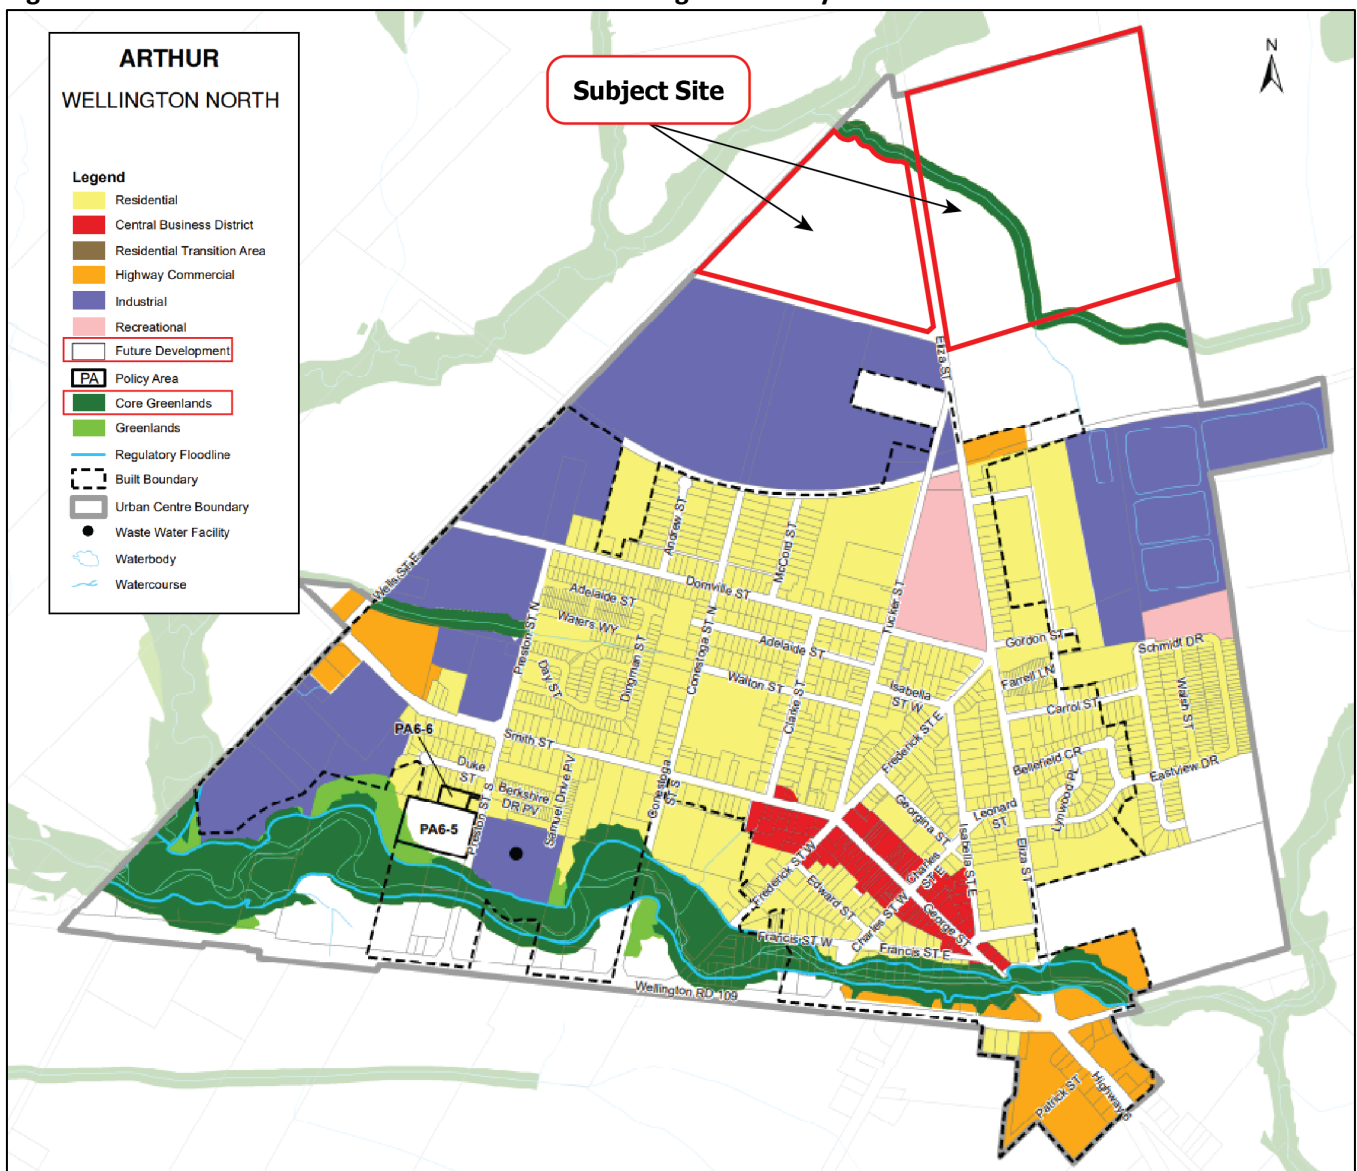 ARTHUR
WELLINGTON NORTH
Legend
Residential
Central Business District
Residential Transition Area
Highway Commercial
Industrial
Recreational
Future Development
PA Policy Area
Core Greenlands
Greenlands
Regulatory Floodline
Built Boundary
Urban Centre Boundary
Waste Water Facility
Waterbody
Watercourse
Subject Site
N
Eliza ST
Wells ST E
Andrew ST
McCord ST
Domville ST
Adelaide ST
Waters WY
Preston ST N
Day ST
Dingman ST
Conestoga ST N
Adelaide ST
Walton ST
Clarke ST
Tucker ST
Isabella
ST W
Gordon ST
Farrell LN
Schmidt DR
Walsh ST
Carrol ST
Frederick ST E
Bellefield CR
Eastview DR
Lynwood PL
Leonard
ST
Georgina ST
Isabella ST E
Eliza ST
Charles
ST E
PA6-6
Smith ST
Duke
ST
Berkshire
DR PV
Samuel Drive PV
Conestoga
ST S
PA6-5
Preston ST S
Frederick ST W
Edward ST
Charles ST W
George ST
Francis ST W
Francis ST E
Wellington RD 109
Patrick ST
Highway 6